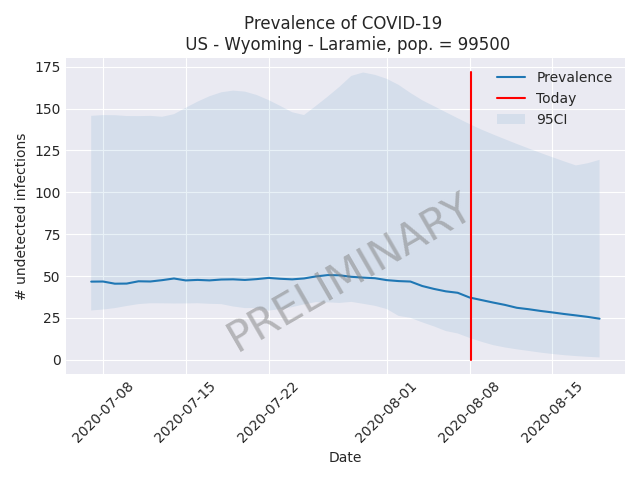 Prevalence of COVID-19
US - Wyoming - Laramie, pop. = 99500
175
150
125
100
75
50
25
0
# undetected infections
Prevalence
Today
95CI
PRELIMINARY
2020-07-08
2020-07-15
2020-07-22
2020-08-01
2020-08-08
2020-08-15
Date